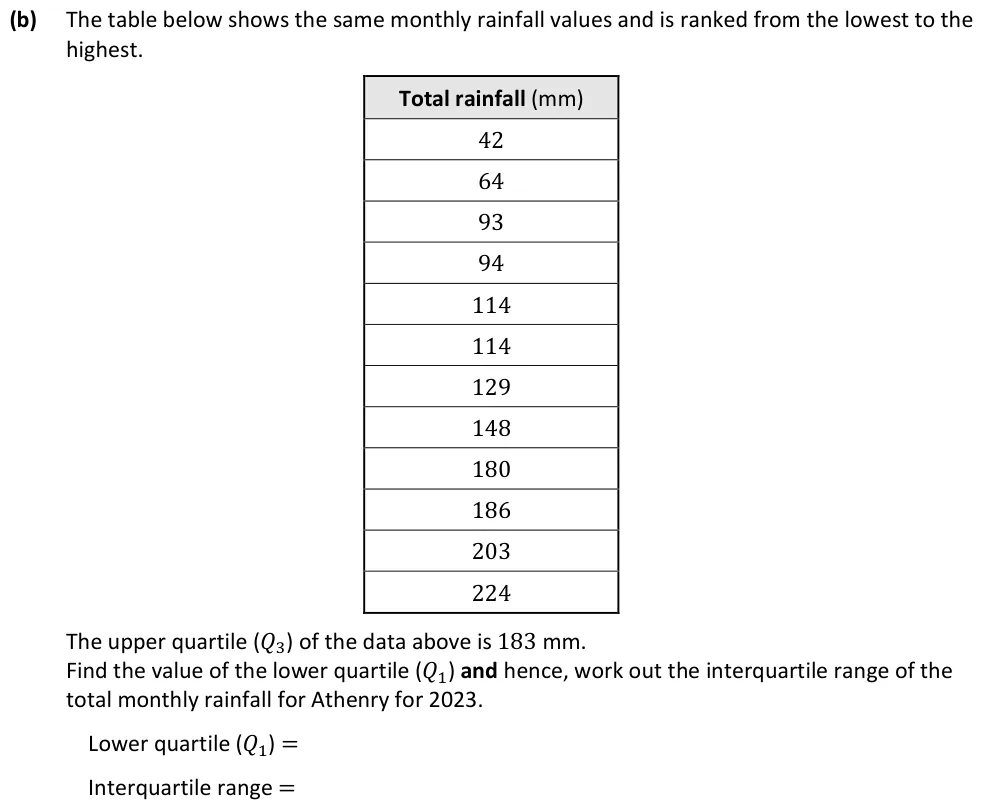 (b) The table below shows the same monthly rainfall values and is ranked from the lowest to the
highest.
Total rainfall (mm)
42
64
93
94
114
114
129
148
180
186
203
224
The upper quartile (Q₃) of the data above is 183 mm.
Find the value of the lower quartile (Q₁) and hence, work out the interquartile range of the
total monthly rainfall for Athenry for 2023.
Lower quartile (Q₁) =
Interquartile range =